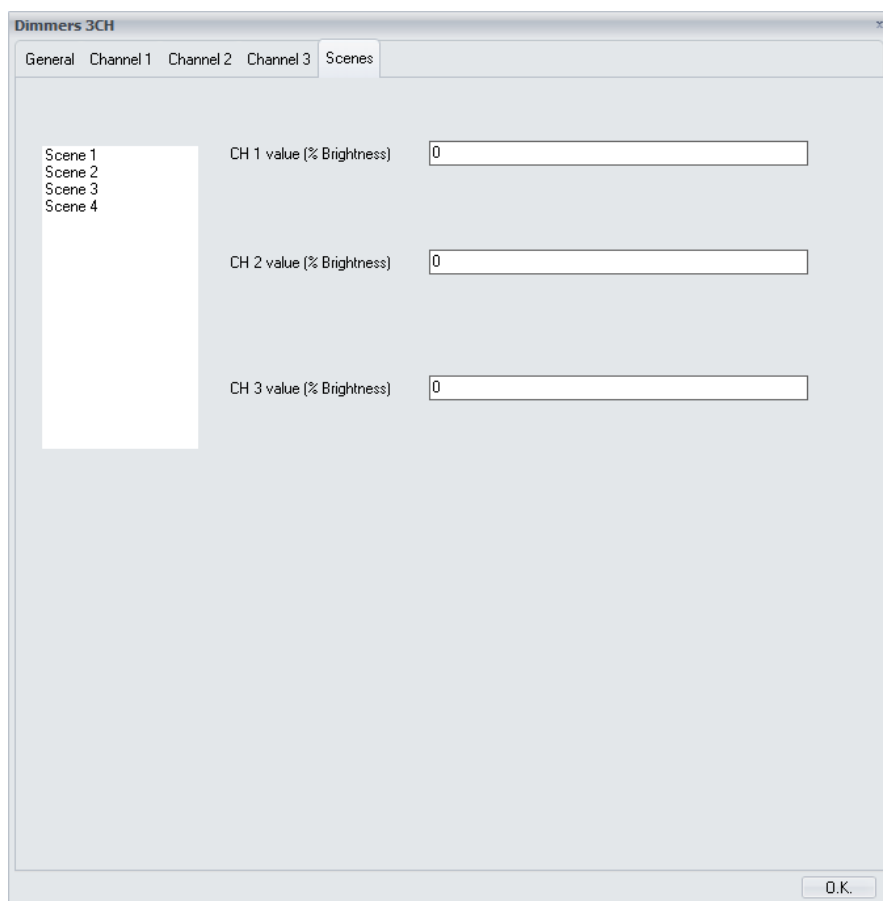 Dimmers 3CH
General Channel 1 Channel 2 Channel 3 Scenes
Scene 1
Scene 2
Scene 3
Scene 4
CH 1 value (% Brightness) 0
CH 2 value (% Brightness) 0
CH 3 value (% Brightness) 0
O.K.